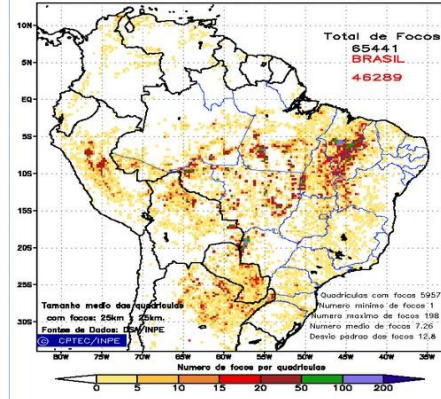 10N
5N
EQ
5S
10S
15S
20S
25S
30S
80W 75W 70W 65W 60W 55W 50W 45W 40W 35W
Total de Focos
65441
BRASIL
46289
Tamanho medio das quadriculas
com focos: 25km 25km.
Fontes de Dados: DSA/INPE
© CPTEC/INPE
Quadriculas com focos 5957
Numero minimo de focos 1
Numero maximo de focos 198
Numero medio de focos 7.26
Desvio padrao dos focos 12.8
Numero de focos por quadricula
0 5 10 15 20 50 100 200